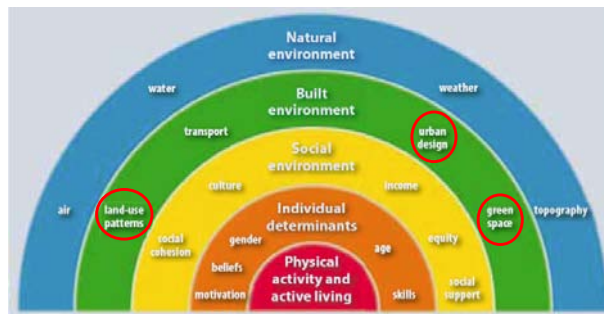 Natural
environment
water
weather
Built
environment
transport
urban
design
Social
environment
culture
income
air
land-use
patterns
green
space
topography
Individual
determinants
social
cohesion
gender
age
equity
beliefs
Physical
activity and
active living
motivation
skills
social
support